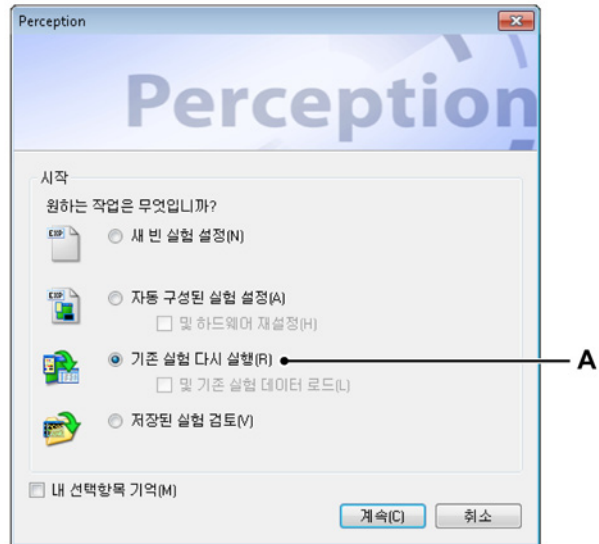 Perception
Perception
시작
원하는 작업은 무엇입니까?
EXP
새 빈 실험 설정(N)
EXP
자동 구성된 실험 설정(A)
및 하드웨어 재설정(H)
기존 실험 다시 실행(R)
A
및 기존 실험 데이터 로드(L)
저장된 실험 검토(V)
내 선택항목 기억(M)
계속(C)
취소